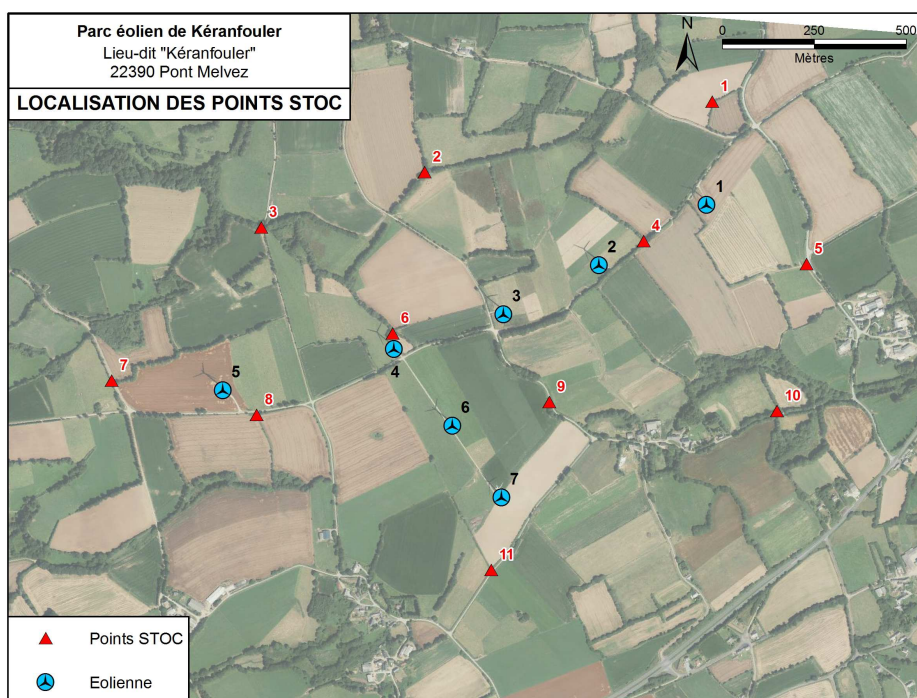 Parc éolien de Kéranfouler
Lieu-dit "Kéranfouler"
22390 Pont Melvez
LOCALISATION DES POINTS STOC
N
0 250 500
Mètres
1
2
1
3
4
2
5
3
6
4
7
5
8
9
10
6
7
11
Points STOC
Eolienne